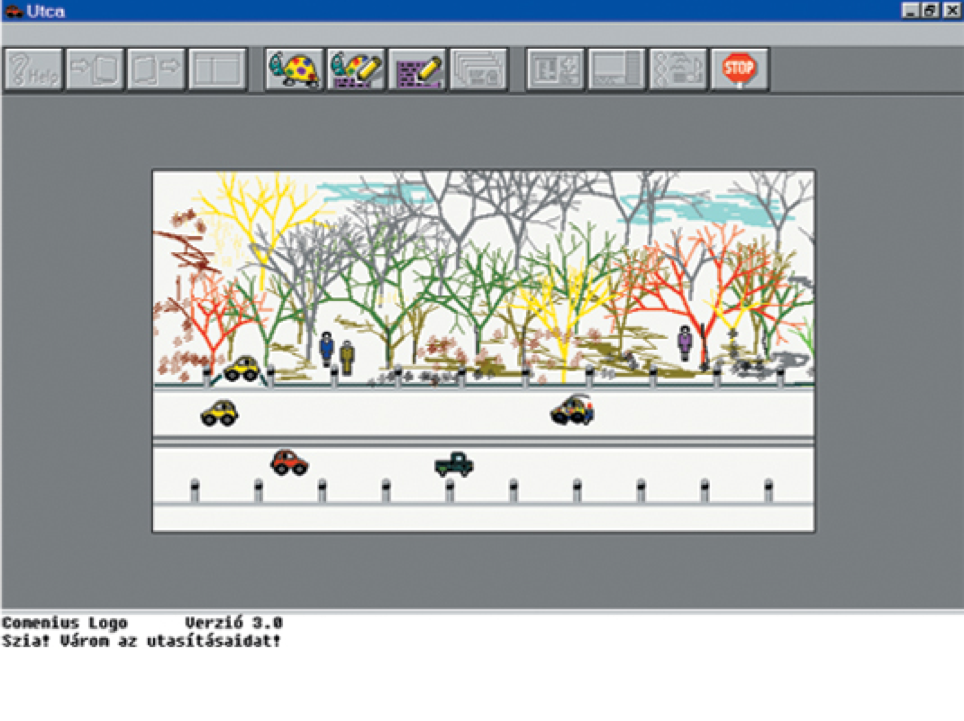 Utca
Help
STOP
Comenius Logo Verzió 3.0
Szia! Várom az utasításaidat!